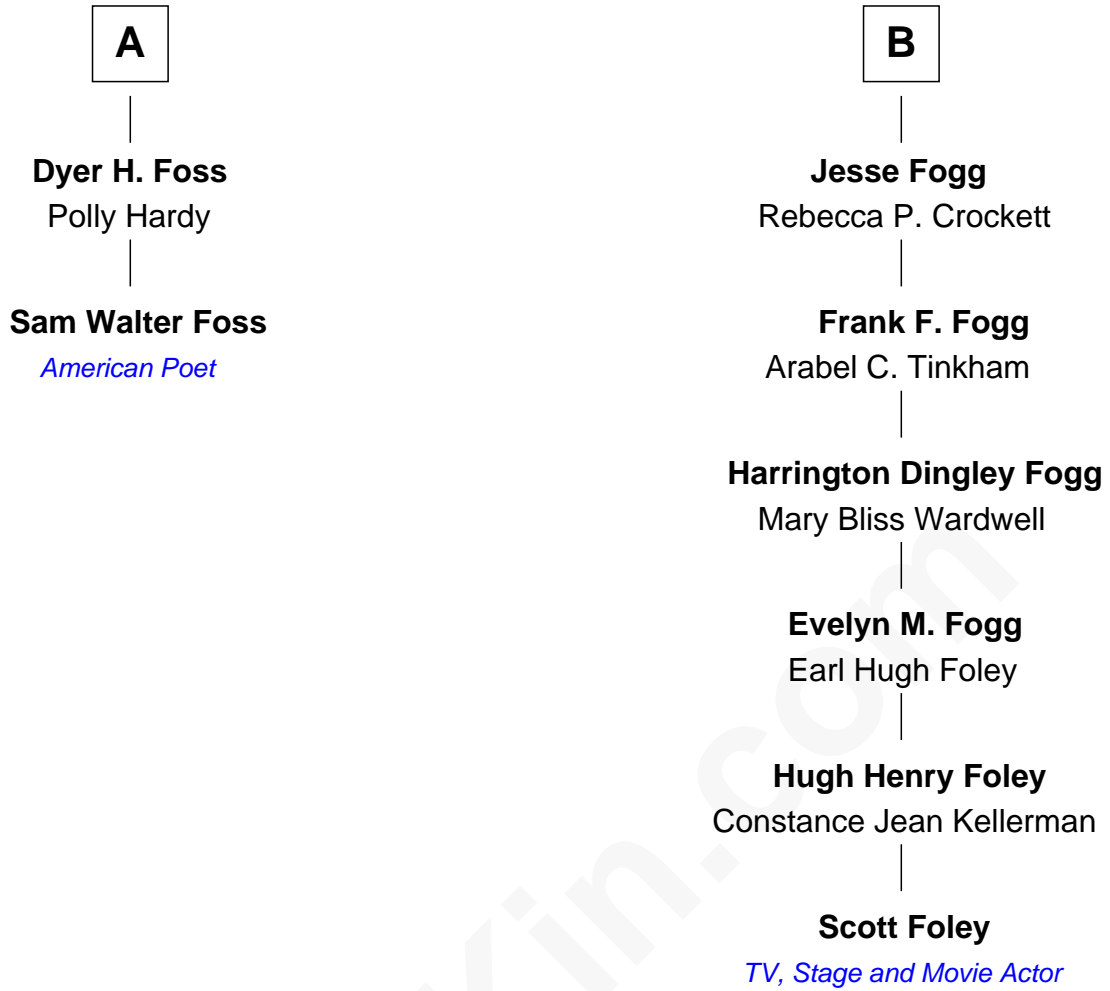 A
Dyer H. Foss
Polly Hardy
Sam Walter Foss
American Poet
B
Jesse Fogg
Rebecca P. Crockett
Frank F. Fogg
Arabel C. Tinkham
Harrington Dingley Fogg
Mary Bliss Wardwell
Evelyn M. Fogg
Earl Hugh Foley
Hugh Henry Foley
Constance Jean Kellerman
Scott Foley
TV, Stage and Movie Actor
Kin.com